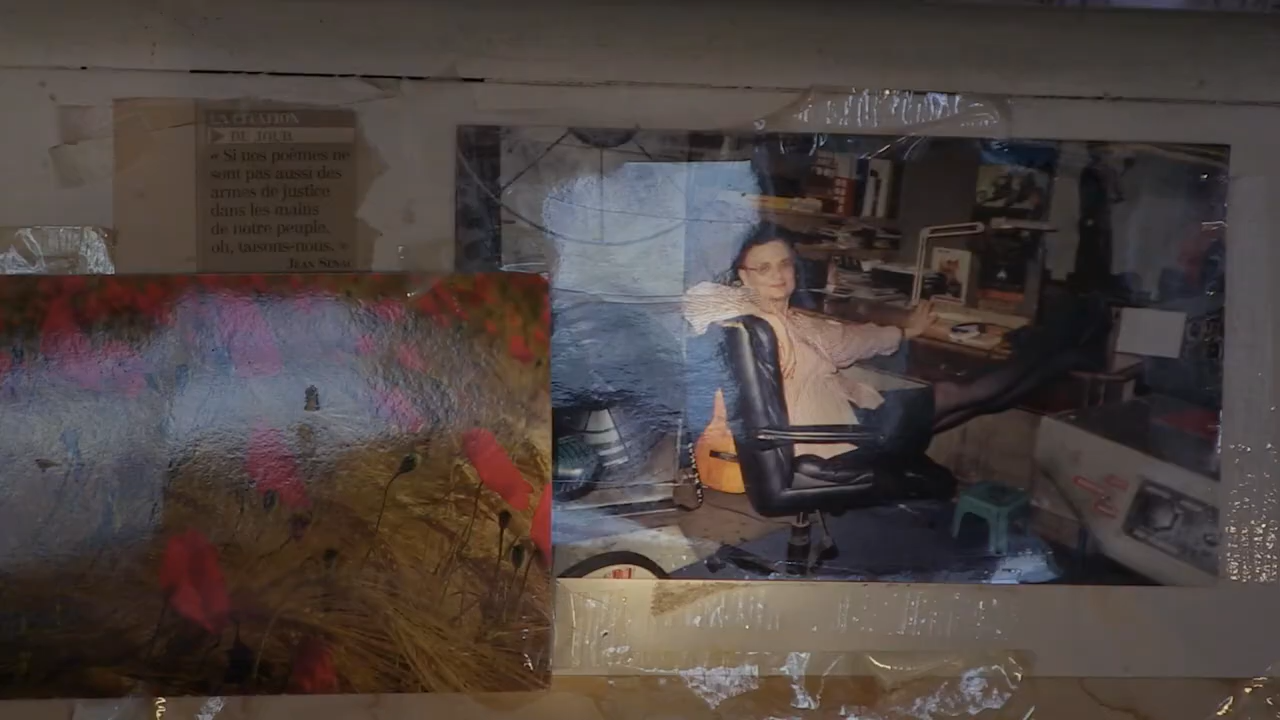 LA CITATION
DU JOUR
« Si nos poèmes ne
sont pas aussi des
armes de justice
dans les mains
de notre peuple,
oh, taisons-nous. »
JEAN SÉNAC